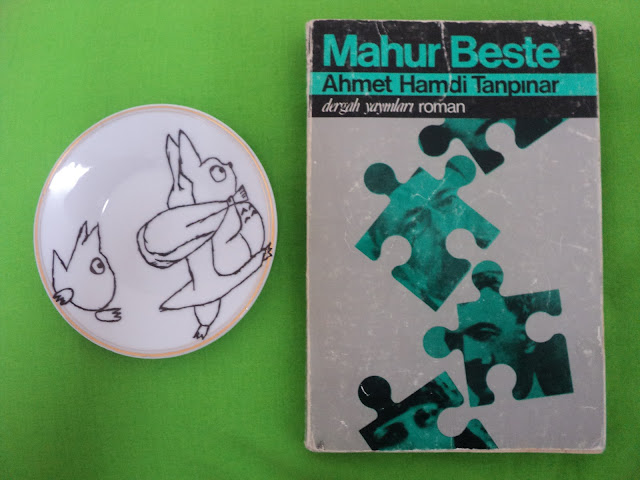 Mahur Beste
Ahmet Hamdi Tanpınar
dergah yayınları roman